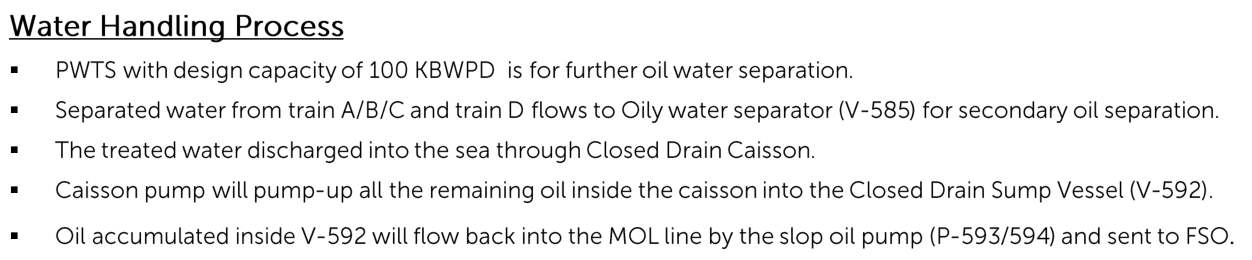 Water Handling Process
▪ PWTS with design capacity of 100 KBWPD is for further oil water separation.
▪ Separated water from train A/B/C and train D flows to Oily water separator (V-585) for secondary oil separation.
▪ The treated water discharged into the sea through Closed Drain Caisson.
▪ Caisson pump will pump-up all the remaining oil inside the caisson into the Closed Drain Sump Vessel (V-592).
▪ Oil accumulated inside V-592 will flow back into the MOL line by the slop oil pump (P-593/594) and sent to FSO.